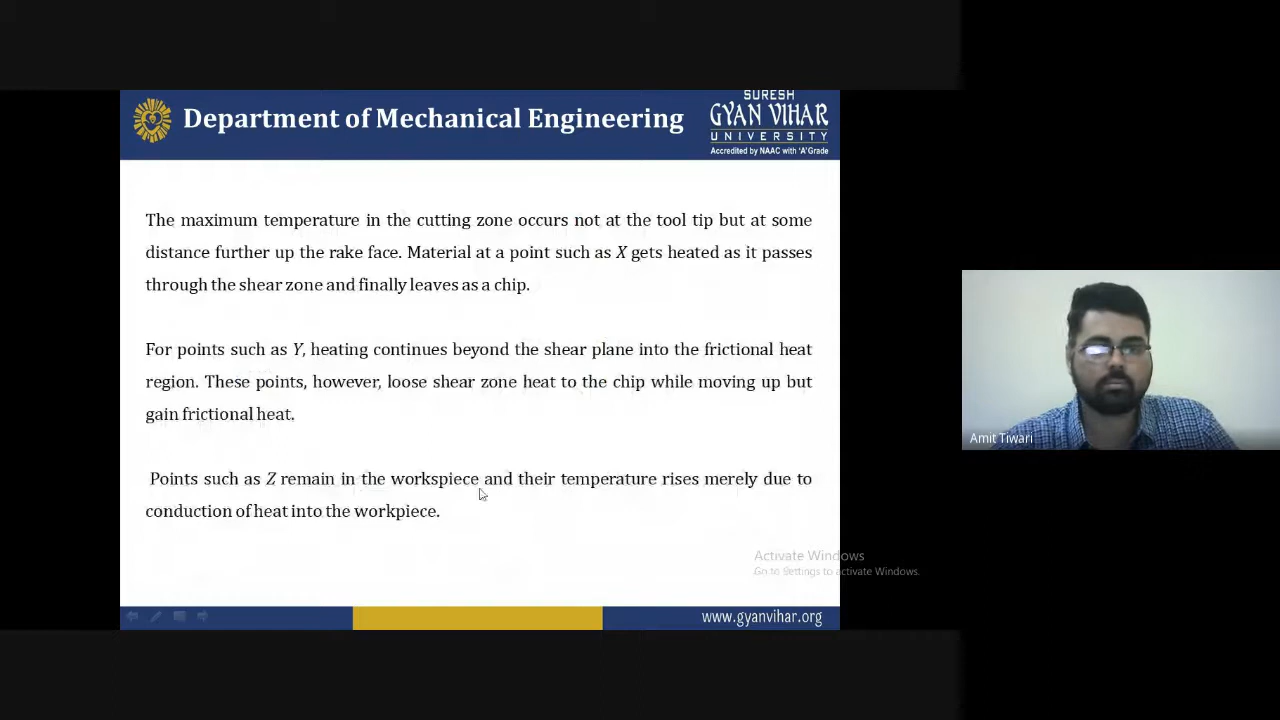 Department of Mechanical Engineering
SURESH
GYAN VIHAR
UNIVERSITY
Accredited by NAAC with 'A' Grade
The maximum temperature in the cutting zone occurs not at the tool tip but at some
distance further up the rake face. Material at a point such as X gets heated as it passes
through the shear zone and finally leaves as a chip.
For points such as Y, heating continues beyond the shear plane into the frictional heat
region. These points, however, loose shear zone heat to the chip while moving up but
gain frictional heat.
Points such as Z remain in the workspiece and their temperature rises merely due to
conduction of heat into the workpiece.
Amit Tiwari
Activate Windows
Go to Settings to activate Windows.
www.gyanvihar.org